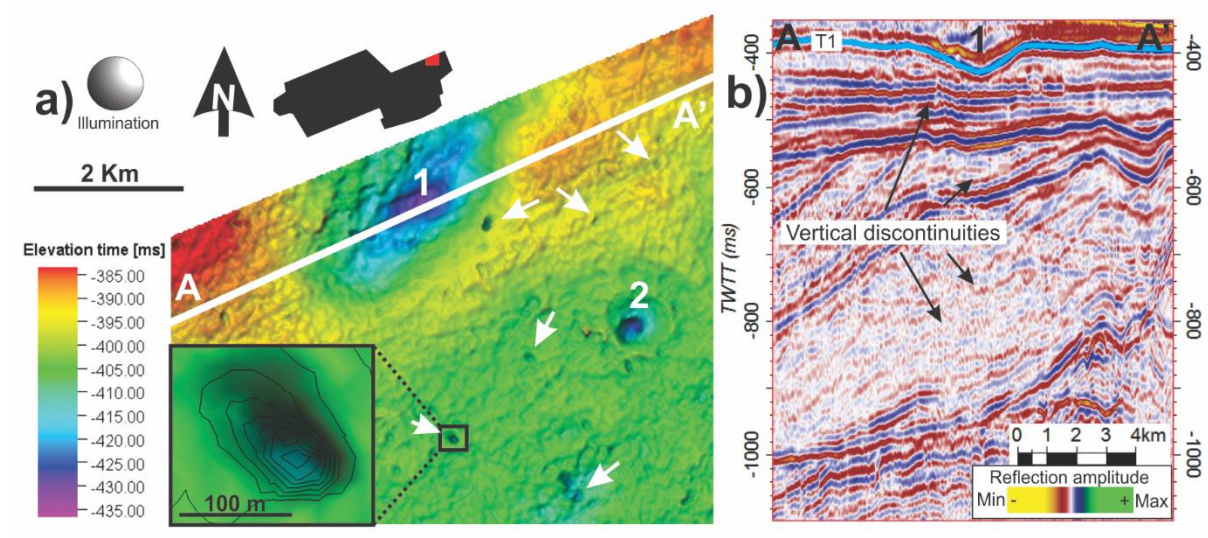 a)
Illumination
N
2 Km
Elevation time [ms]
-385.00
-390.00
-395.00
-400.00
-405.00
-410.00
-415.00
-420.00
-425.00
-430.00
-435.00
A
A’
1
2
100 m
b)
A
T1
1
A’
-400
-600
-800
-1000
TWTT (ms)
-400
-600
-800
-1000
Vertical discontinuities
0 1 2 3 4km
Reflection amplitude
Min - + Max